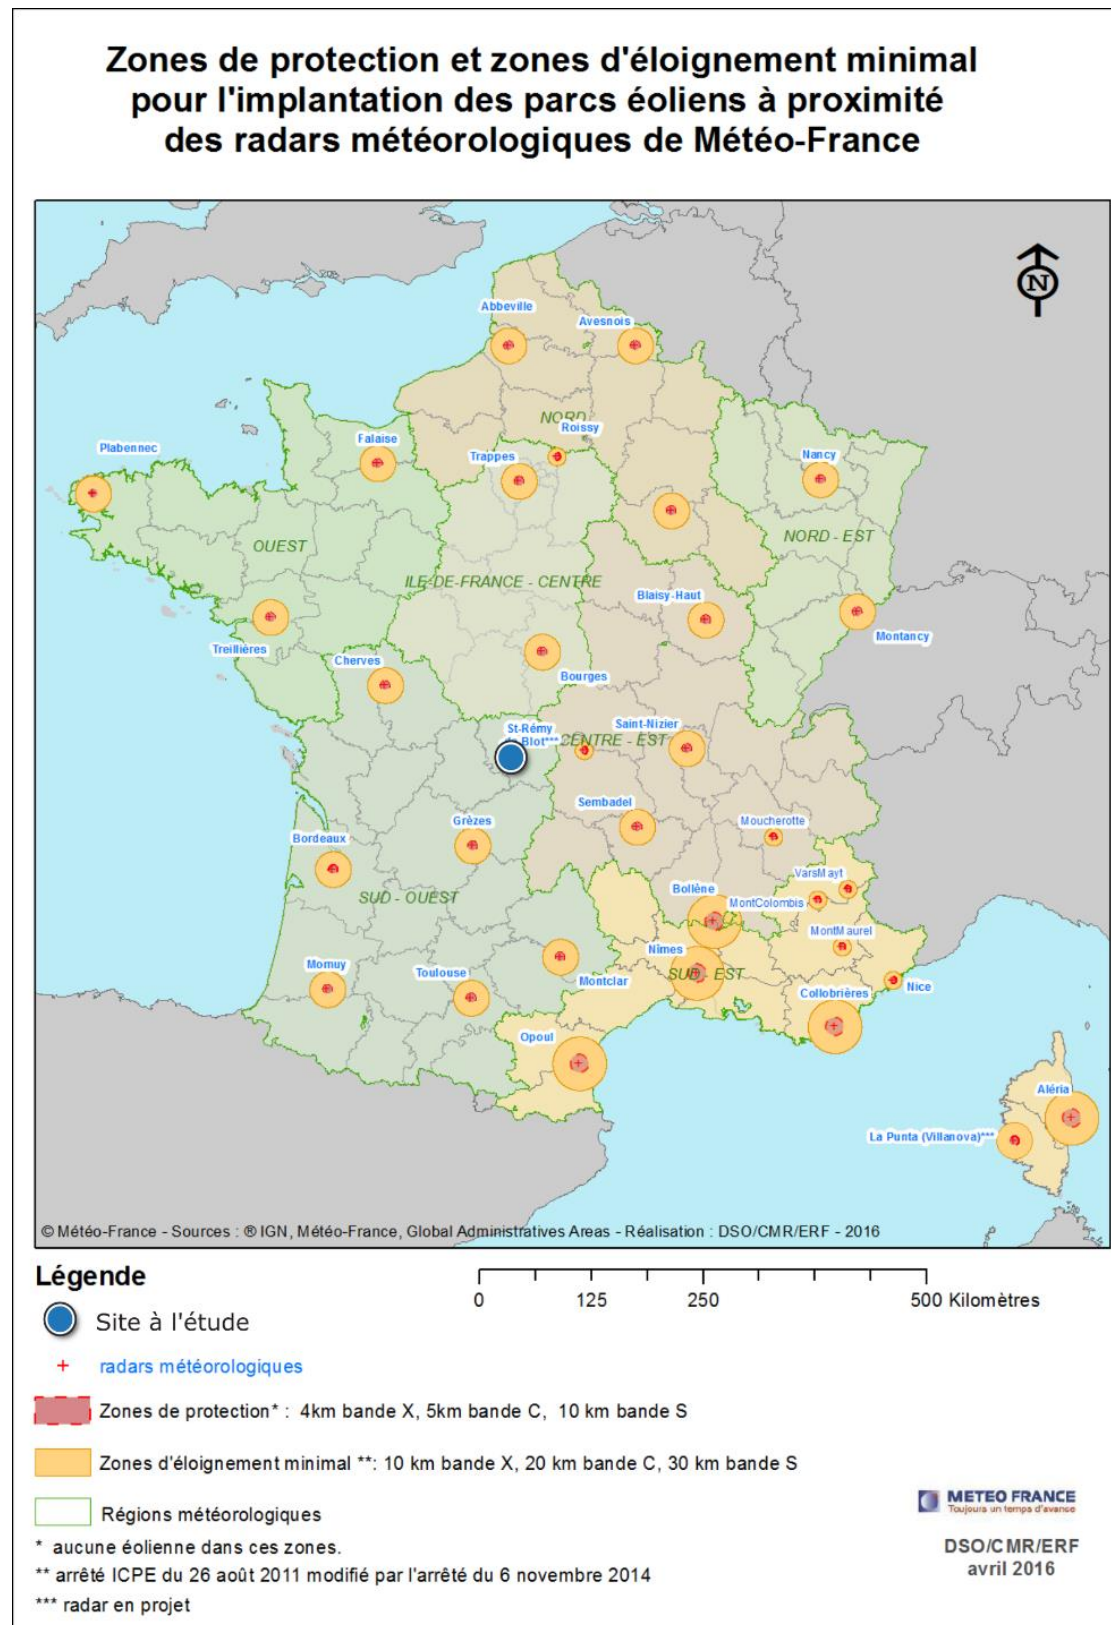 Zones de protection et zones d'éloignement minimal
pour l'implantation des parcs éoliens à proximité
des radars météorologiques de Météo-France
N
Abbeville
Avesnois
NORD
Roissy
Plabennec
Falaise
Trappes
Nancy
OUEST
NORD - EST
ILE-DE-FRANCE - CENTRE
Blaisy-Haut
Treillières
Montancy
Cherves
Bourges
St-Rémy
Blot***
CENTRE - EST
Saint-Nizier
Sembadel
Moucherotte
Grèzes
Bordeaux
VarsMayt
SUD - OUEST
Bollène
MontColombis
MontMaurel
Nîmes
SUD - EST
Momuy
Toulouse
Montclar
Nice
Collobrières
Opoul
Aléria
La Punta (Villanova)***
© Météo-France - Sources : ® IGN, Météo-France, Global Administratives Areas - Réalisation : DSO/CMR/ERF - 2016
Légende
0 125 250 500 Kilomètres
Site à l'étude
radars météorologiques
Zones de protection* : 4km bande X, 5km bande C, 10 km bande S
Zones d'éloignement minimal **: 10 km bande X, 20 km bande C, 30 km bande S
METEO FRANCE
Toujours un temps d'avance
Régions météorologiques
* aucune éolienne dans ces zones.
DSO/CMR/ERF
avril 2016
** arrêté ICPE du 26 août 2011 modifié par l'arrêté du 6 novembre 2014
*** radar en projet